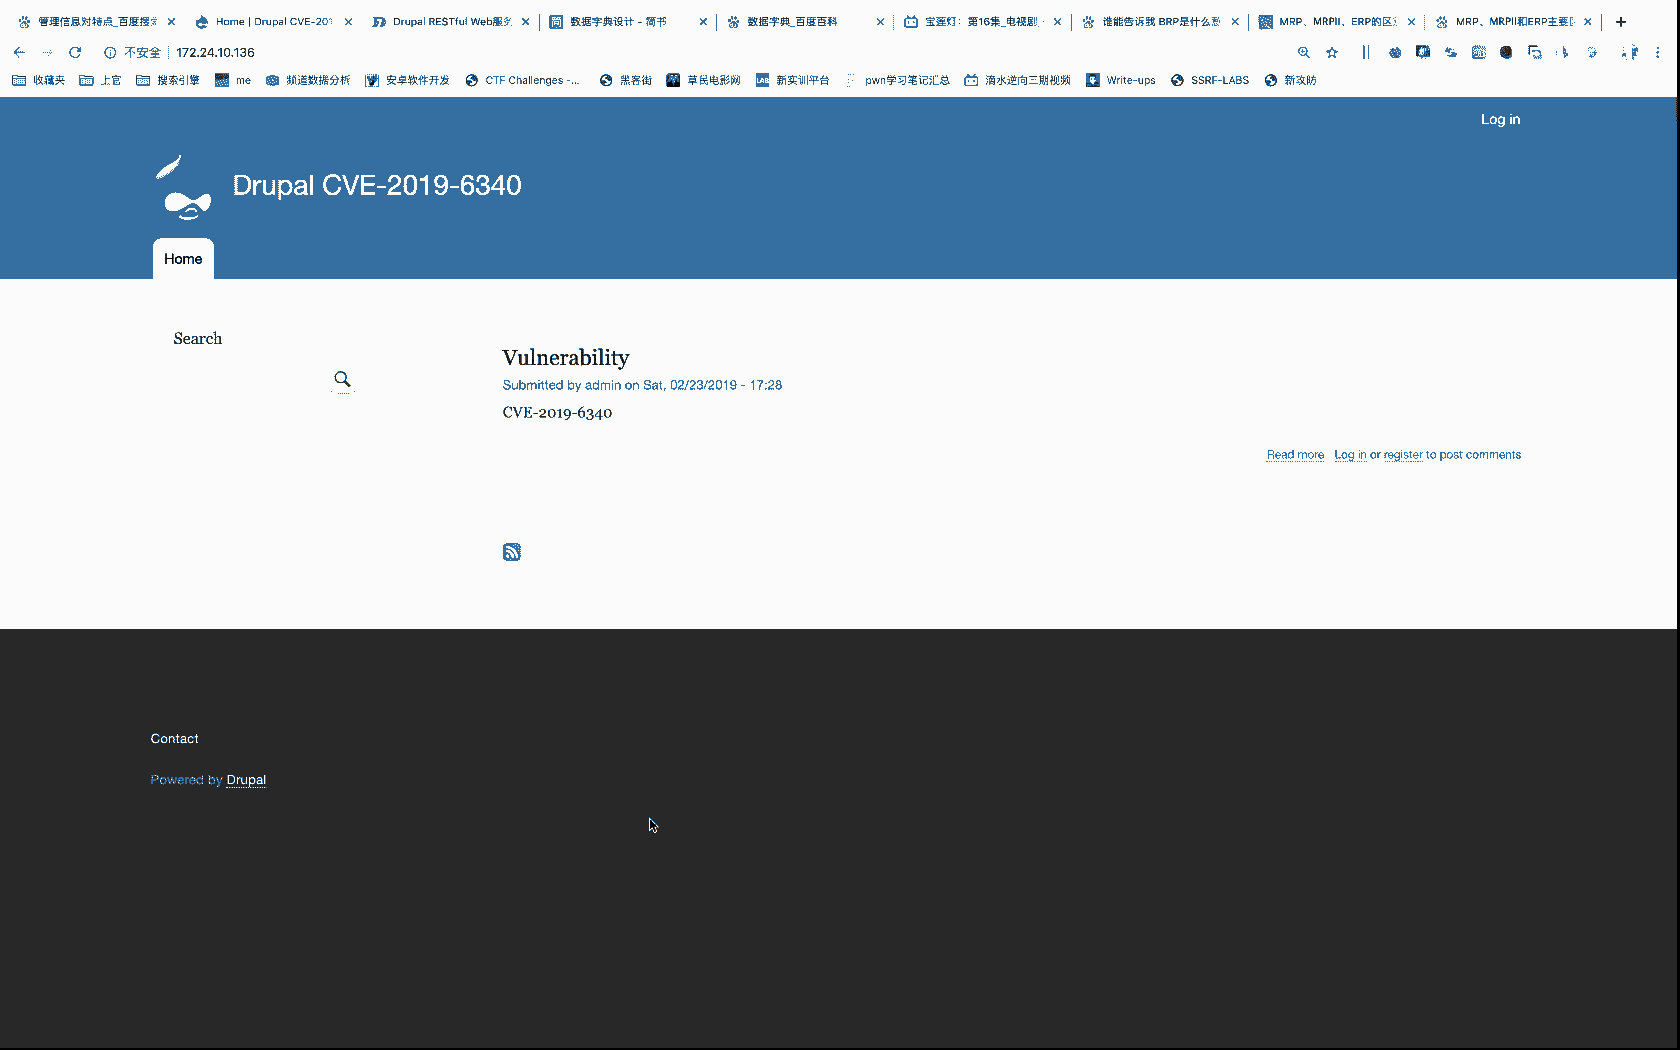 管理信息对特点_百度搜索
Home | Drupal CVE-201
Drupal RESTful Web服务
数据字典设计 - 简书
数据字典_百度百科
宝莲灯：第16集_电视剧_
谁能告诉我 BRP是什么意
MRP、MRPII、ERP的区
MRP、MRPII和ERP主要区
不安全 172.24.10.136
收藏夹 上官 搜索引擎 me 频道数据分析 安卓软件开发 CTF Challenges -... 黑客街 草民电影网 LAB 新实训平台 pwn学习笔记汇总 滴水逆向三期视频 Write-ups SSRF-LABS 新攻防
Log in
Drupal CVE-2019-6340
Home
Search
Vulnerability
Submitted by admin on Sat, 02/23/2019 - 17:28
CVE-2019-6340
Read more Log in or register to post comments
Contact
Powered by Drupal